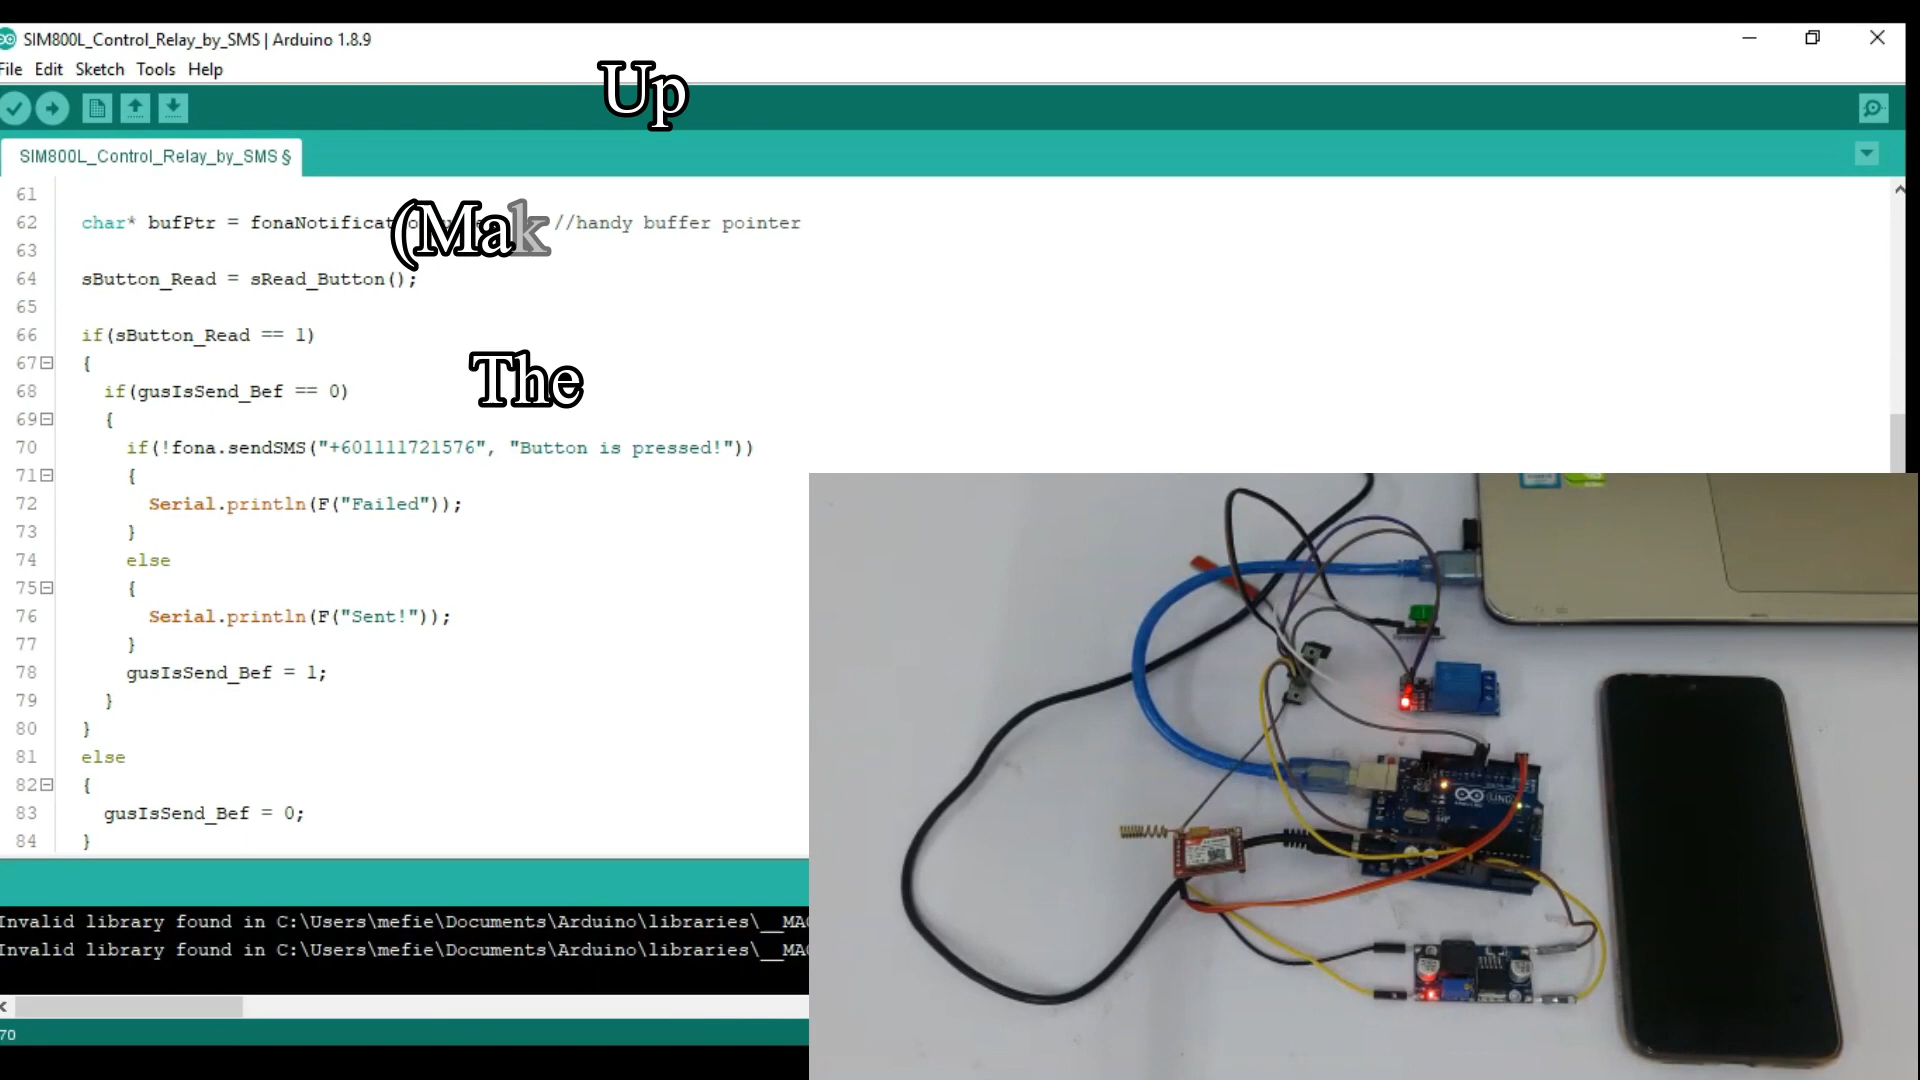 SIM800L_Control_Relay_by_SMS | Arduino 1.8.9
File Edit Sketch Tools Help
Up
SIM800L_Control_Relay_by_SMS §
61
62 char* bufPtr = fonaNotificat //handy buffer pointer
(Mak
63
64 sButton_Read = sRead_Button();
65
66 if(sButton_Read == 1)
67 {
The
68 if(gusIsSend_Bef == 0)
69 {
70 if(!fona.sendSMS("+601111721576", "Button is pressed!"))
71 {
72 Serial.println(F("Failed"));
73 }
74 else
75 {
76 Serial.println(F("Sent!"));
77 }
78 gusIsSend_Bef = 1;
79 }
80 }
81 else
82 {
83 gusIsSend_Bef = 0;
84 }
Invalid library found in C:\Users\mefie\Documents\Arduino\libraries\__MA
Invalid library found in C:\Users\mefie\Documents\Arduino\libraries\__MA
70